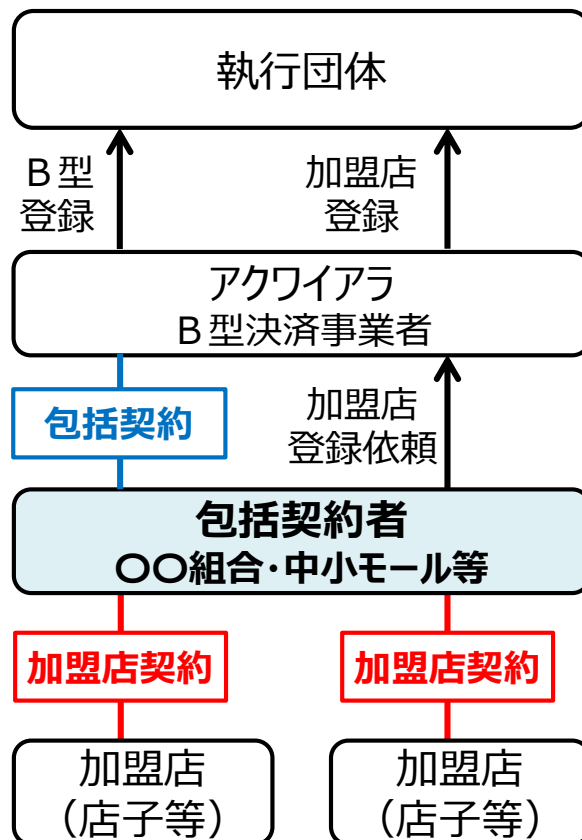 執行団体
B型
登録
加盟店
登録
アクワイアラ
B型決済事業者
包括契約
加盟店
登録依頼
包括契約者
〇〇組合・中小モール等
加盟店契約
加盟店契約
加盟店
（店子等）
加盟店
（店子等）